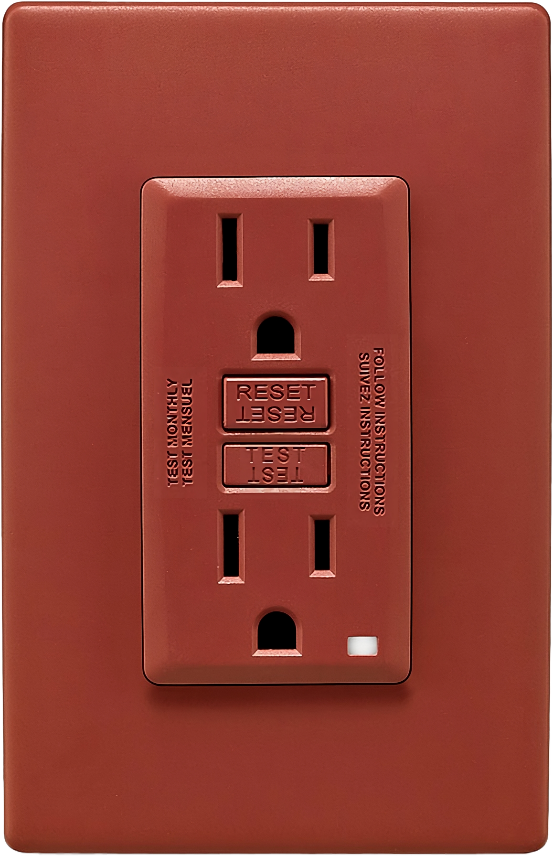 RESET
RESET
TEST
TEST
TEST MONTHLY
TEST MENSUEL
FOLLOW INSTRUCTIONS
SUIVEZ INSTRUCTIONS